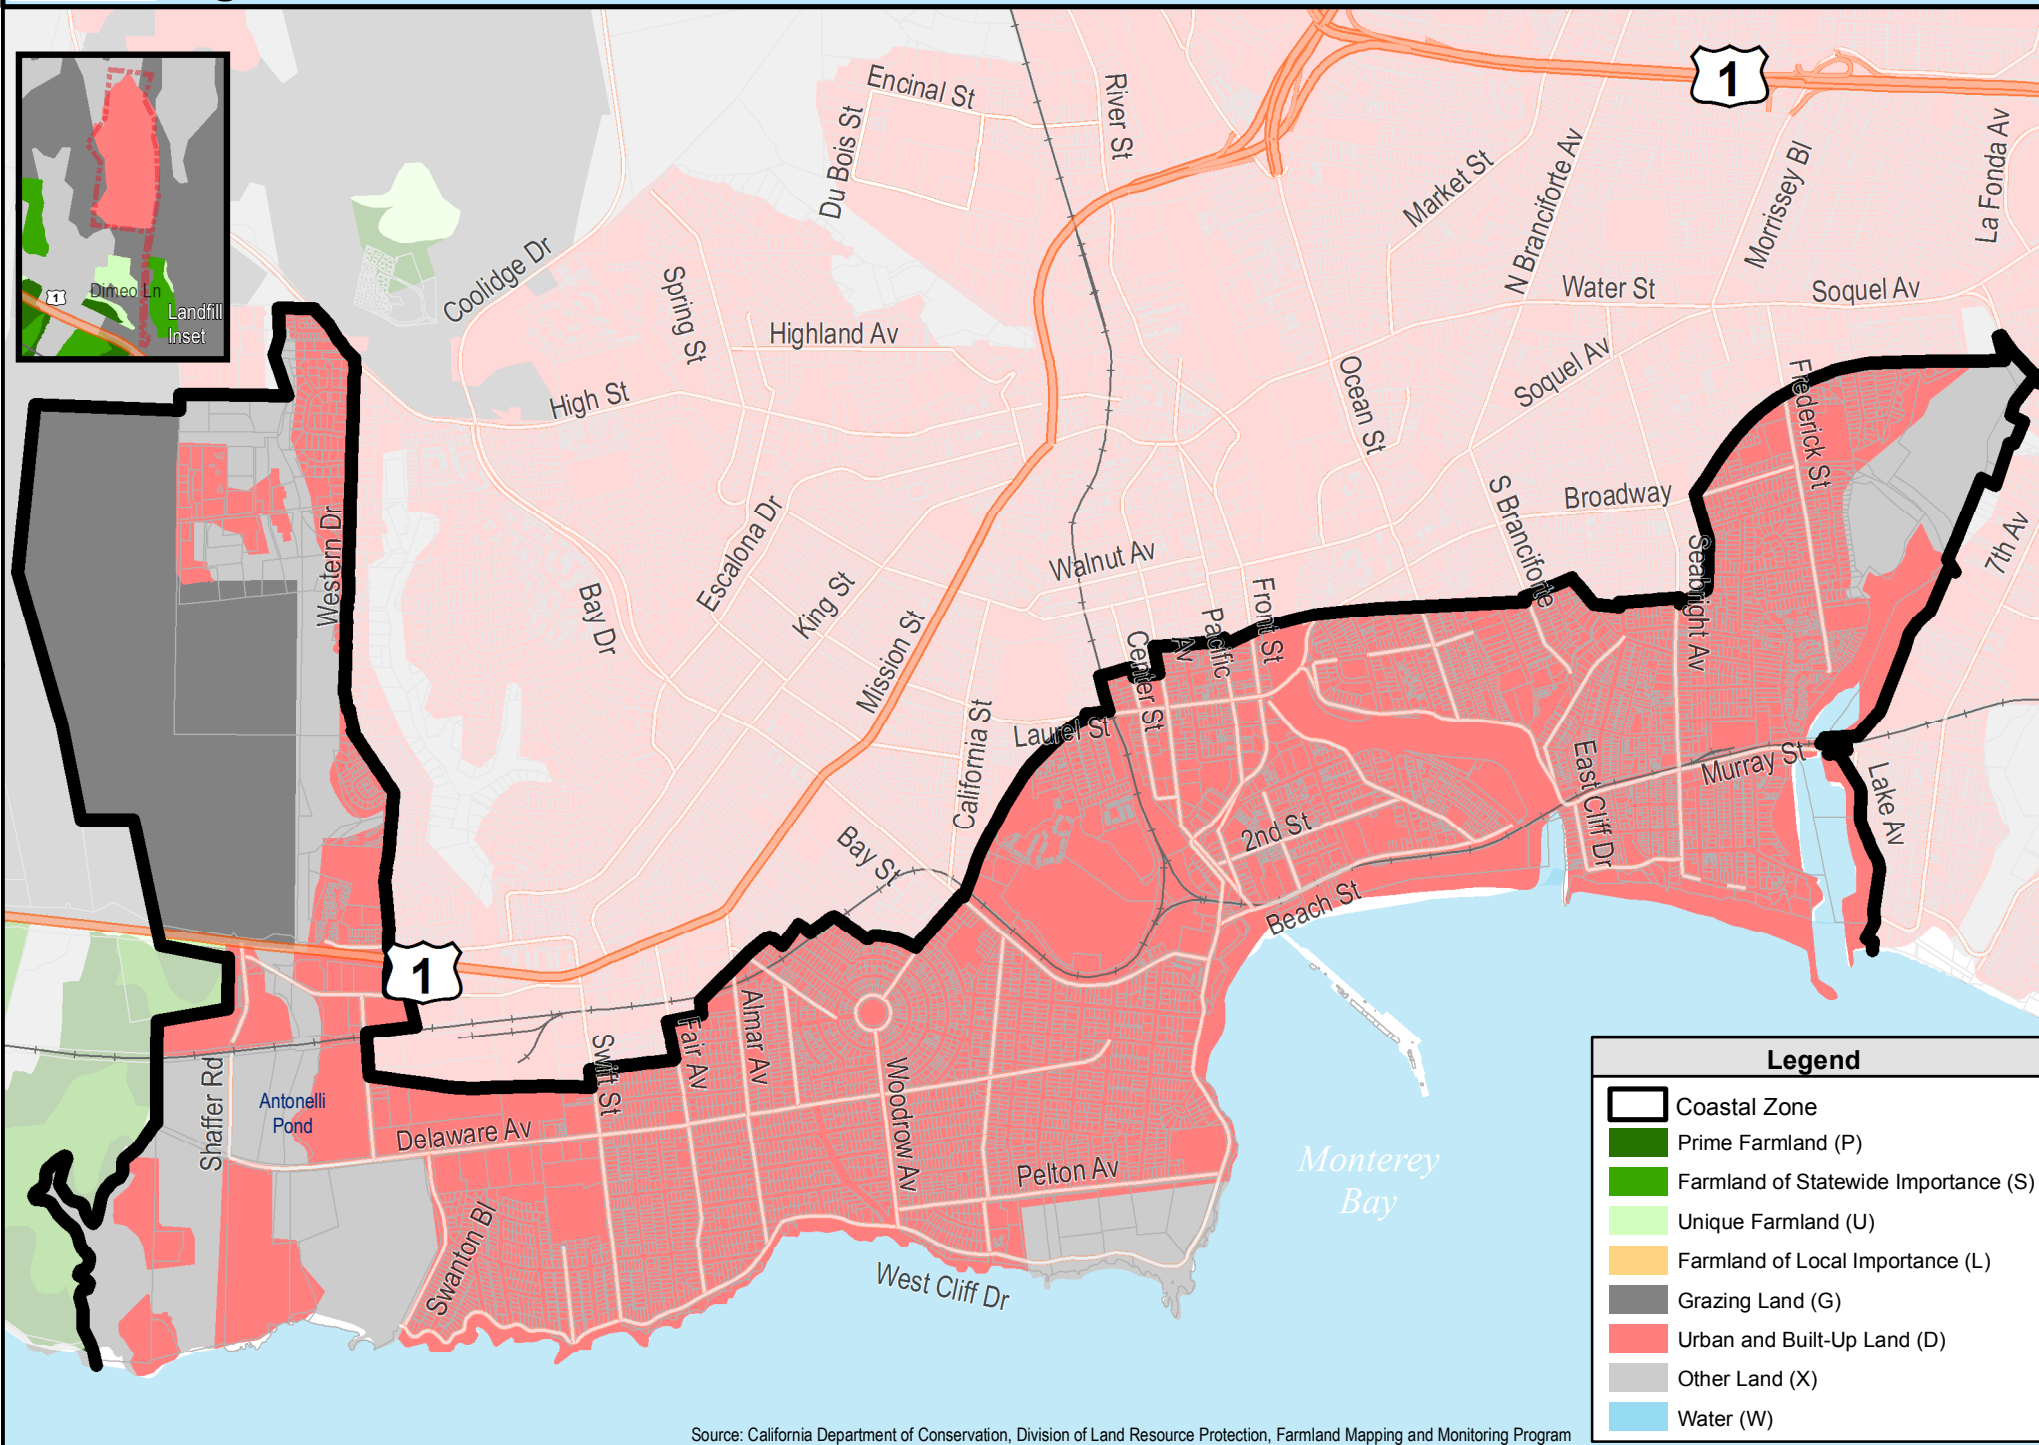 Encinal St
River St
1
Du Bois St
Market St
N Branciforte Av
Morrissey Bl
La Fonda Av
Coolidge Dr
Spring St
Water St
Soquel Av
1
Dimeo Ln
Landfill
Inset
Highland Av
High St
Ocean St
Soquel Av
Frederick St
Western Dr
Escalona Dr
Walnut Av
S Branciforte
Broadway
Seabright Av
7th Av
Bay Dr
King St
Mission St
Front St
Pacific
Av
Center St
California St
Laurel St
East Cliff Dr
Murray St
Lake Av
Bay St
2nd St
Beach St
1
Swift St
Fair Av
Almar Av
Woodrow Av
Shaffer Rd
Antonelli
Pond
Delaware Av
Pelton Av
Swanton Bl
West Cliff Dr
Monterey
Bay
Legend
Coastal Zone
Prime Farmland (P)
Farmland of Statewide Importance (S)
Unique Farmland (U)
Farmland of Local Importance (L)
Grazing Land (G)
Urban and Built-Up Land (D)
Other Land (X)
Water (W)
Source: California Department of Conservation, Division of Land Resource Protection, Farmland Mapping and Monitoring Program